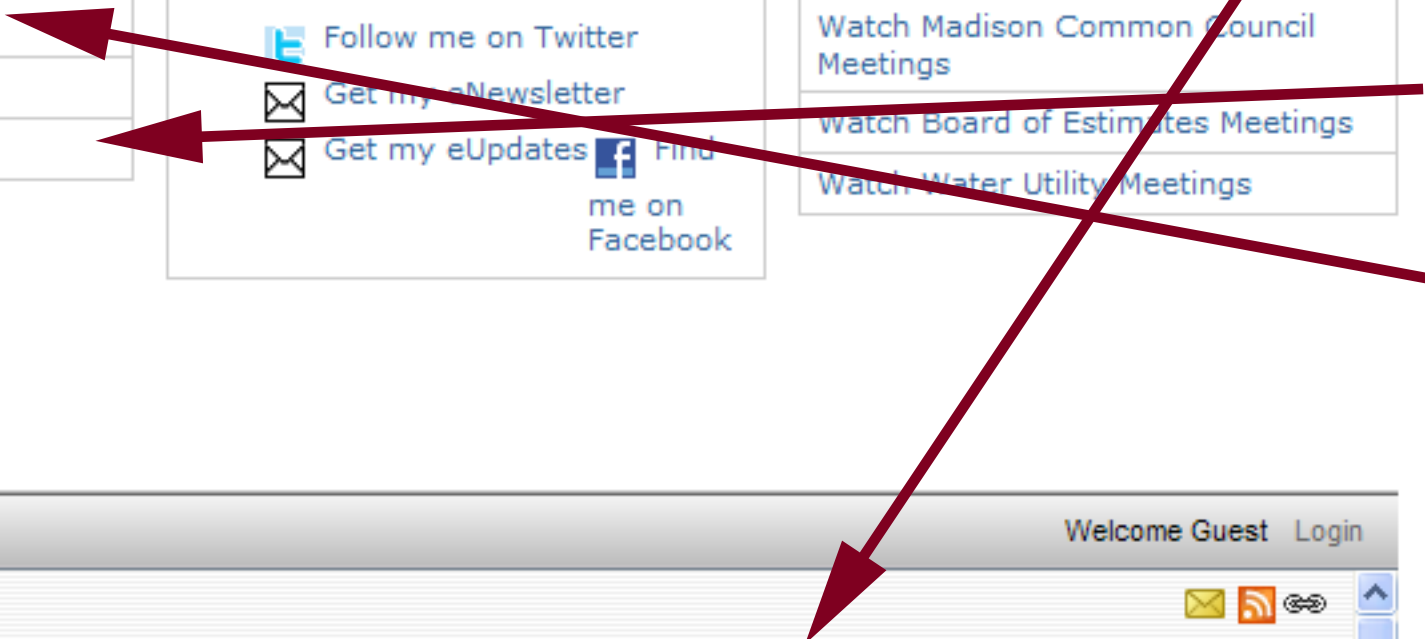 Follow me on Twitter
Get my eNewsletter
Get my eUpdates
Find
me on
Facebook
Watch Madison Common Council
Meetings
Watch Board of Estimates Meetings
Watch Water Utility Meetings
Welcome Guest Login